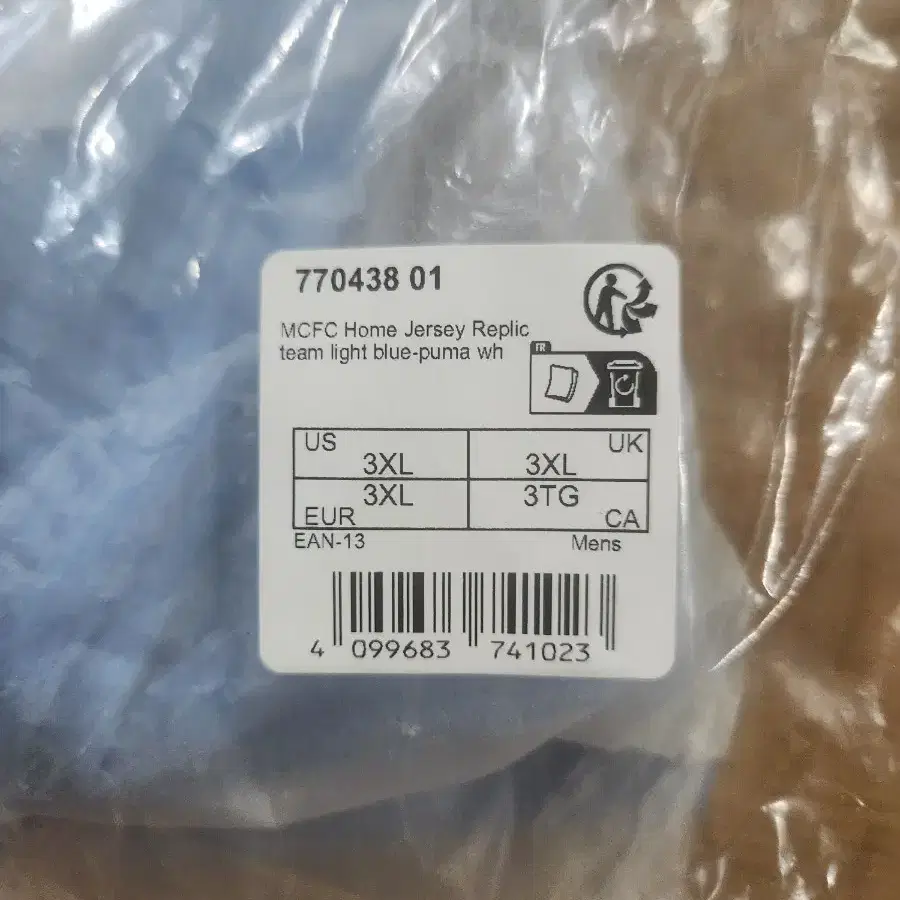 770438 01
MCFC Home Jersey Replic
team light blue-puma wh
FR
US 3XL
3XL UK
3XL EUR
3TG CA
EAN-13 Mens
4 099683 741023